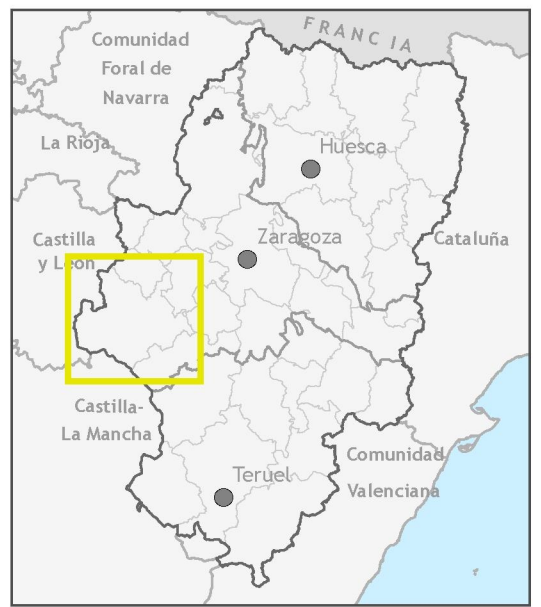 FRANCIA
Comunidad
Foral de
Navarra
La Rioja
Huesca
Castilla
y León
Zaragoza
Cataluña
Castilla-
La Mancha
Teruel
Comunidad
Valenciana